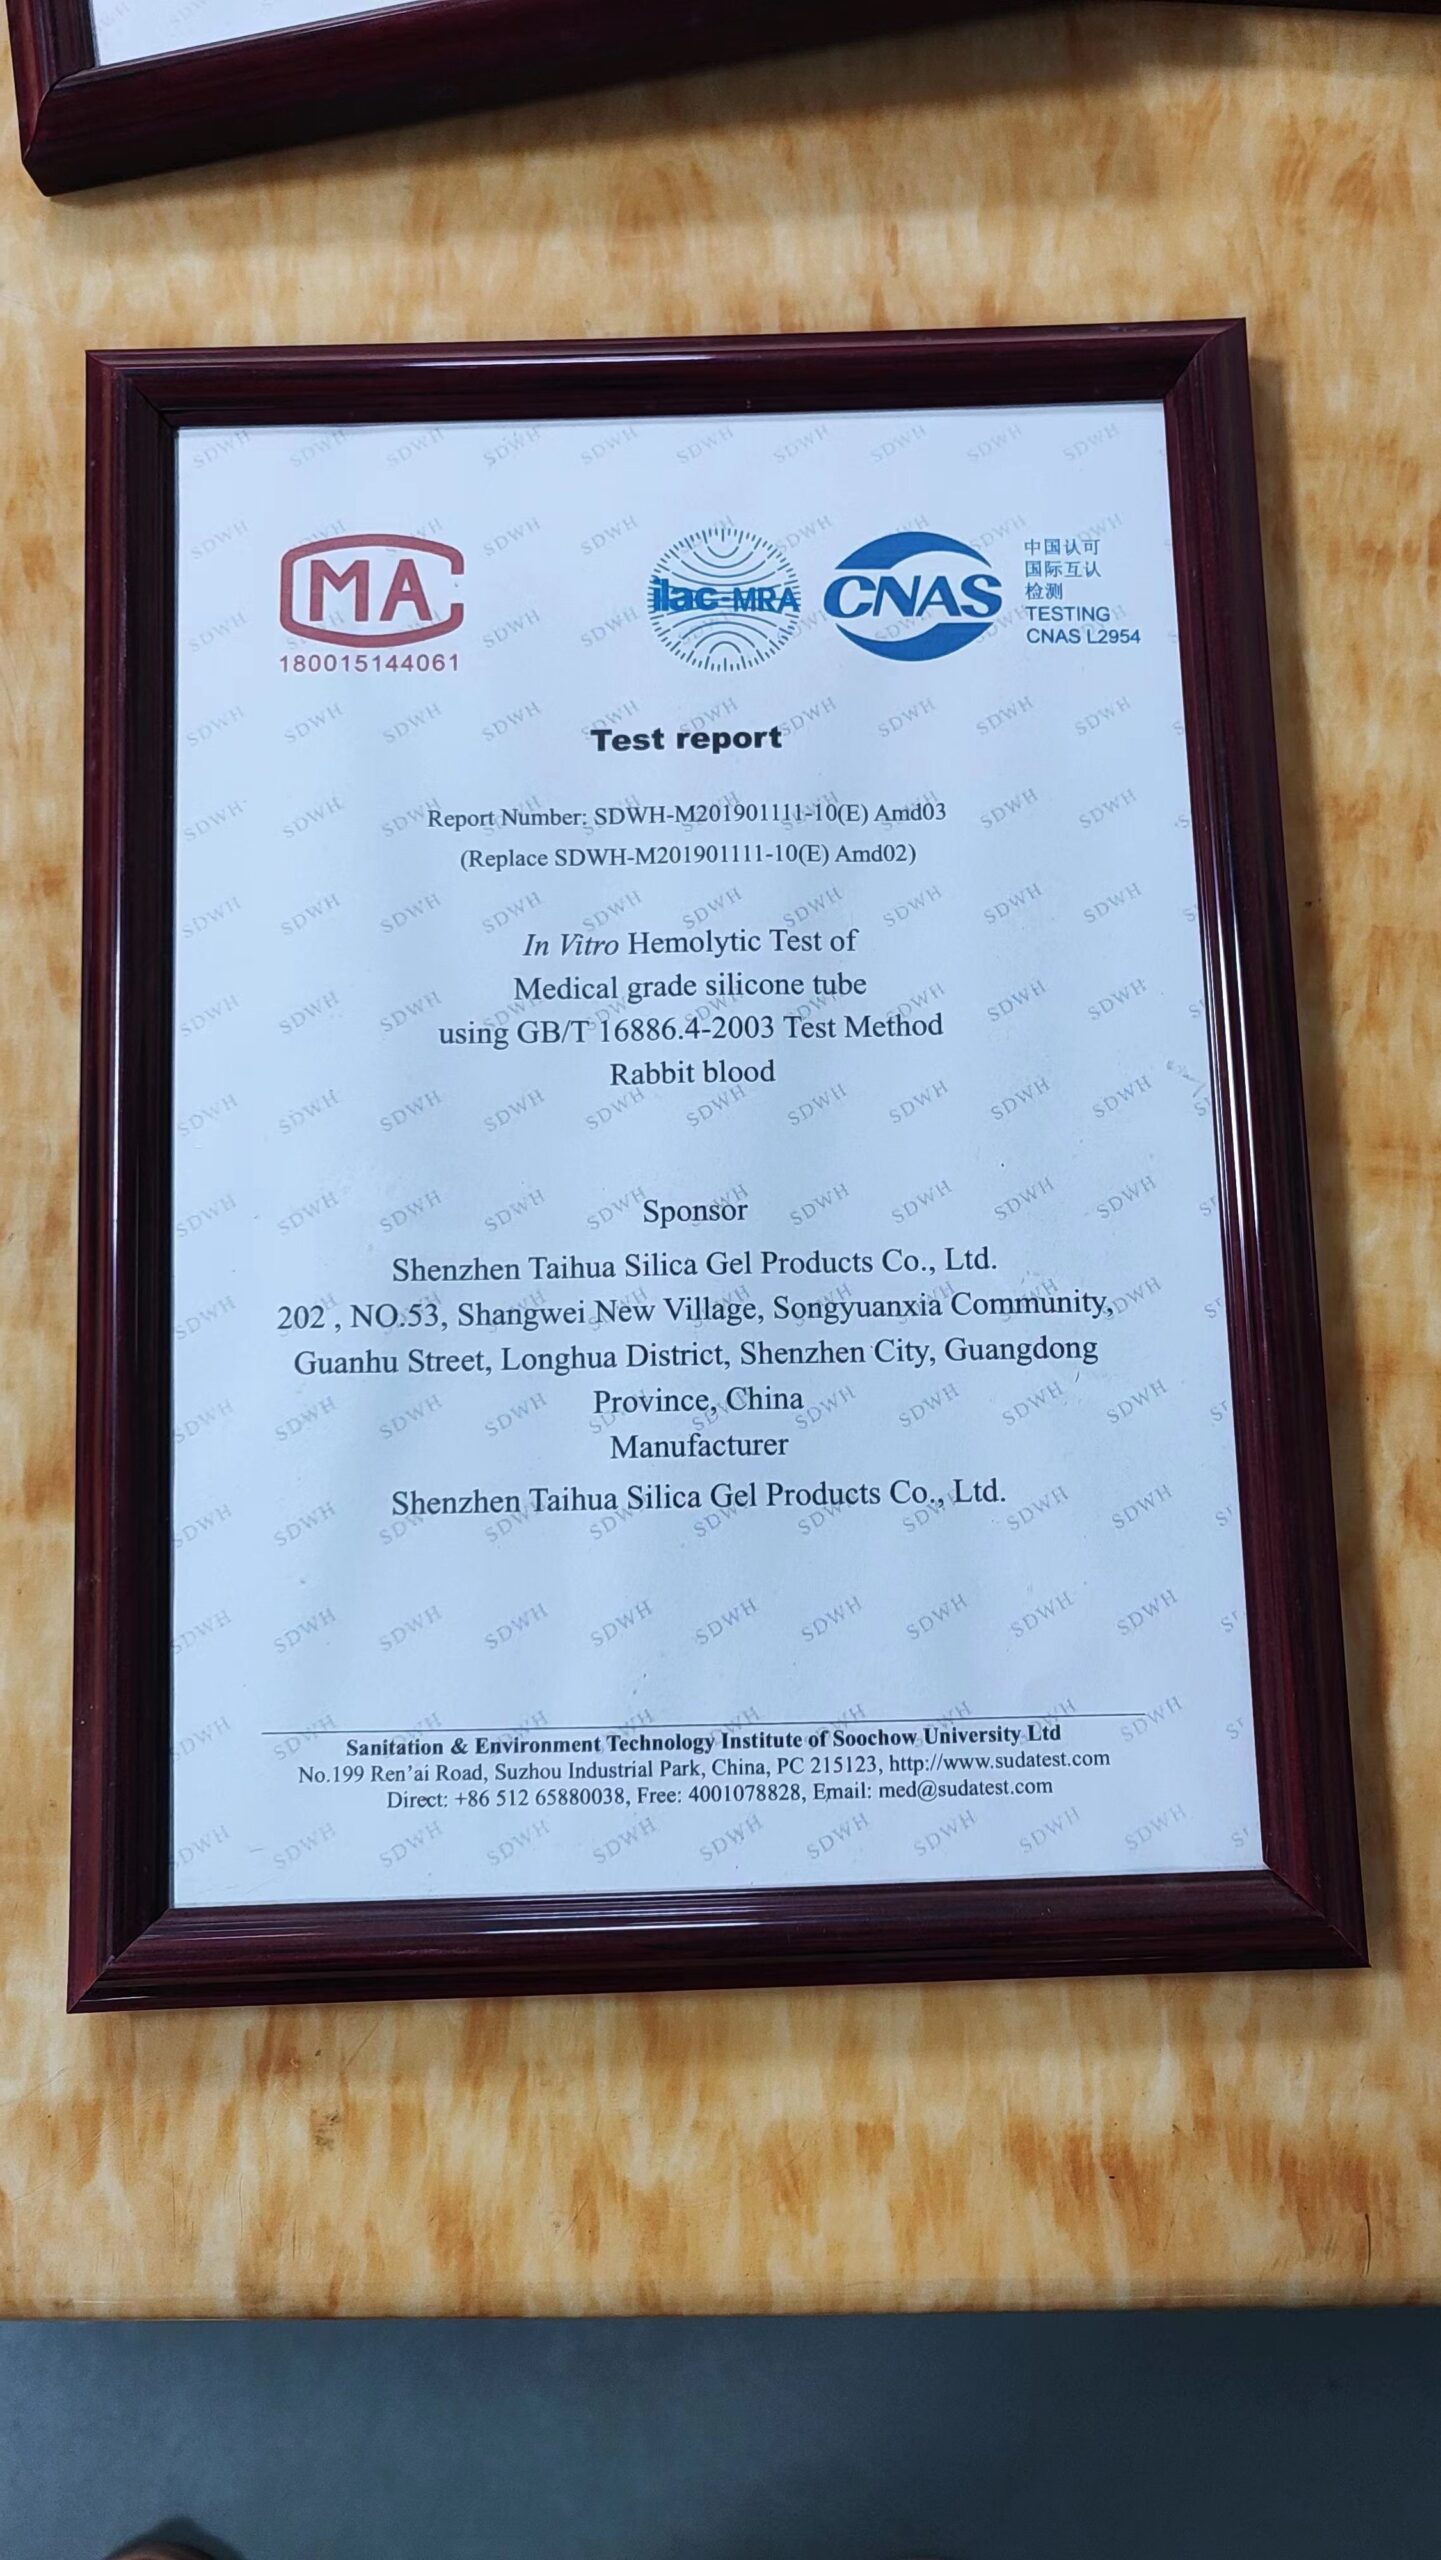 MA
180015144061
ilac-MRA
CNAS
中国认可
国际互认
检测
TESTING
CNAS L2954
Test report
Report Number: SDWH-M201901111-10(E) Amd03
(Replace SDWH-M201901111-10(E) Amd02)
In Vitro Hemolytic Test of
Medical grade silicone tube
using GB/T 16886.4-2003 Test Method
Rabbit blood
Sponsor
Shenzhen Taihua Silica Gel Products Co., Ltd.
202 , NO.53, Shangwei New Village, Songyuanxia Community,
Guanhu Street, Longhua District, Shenzhen City, Guangdong
Province, China
Manufacturer
Shenzhen Taihua Silica Gel Products Co., Ltd.
Sanitation & Environment Technology Institute of Soochow University Ltd
No.199 Ren'ai Road, Suzhou Industrial Park, China, PC 215123, http://www.sudatest.com
Direct: +86 512 65880038, Free: 4001078828, Email: med@sudatest.com
SDWH